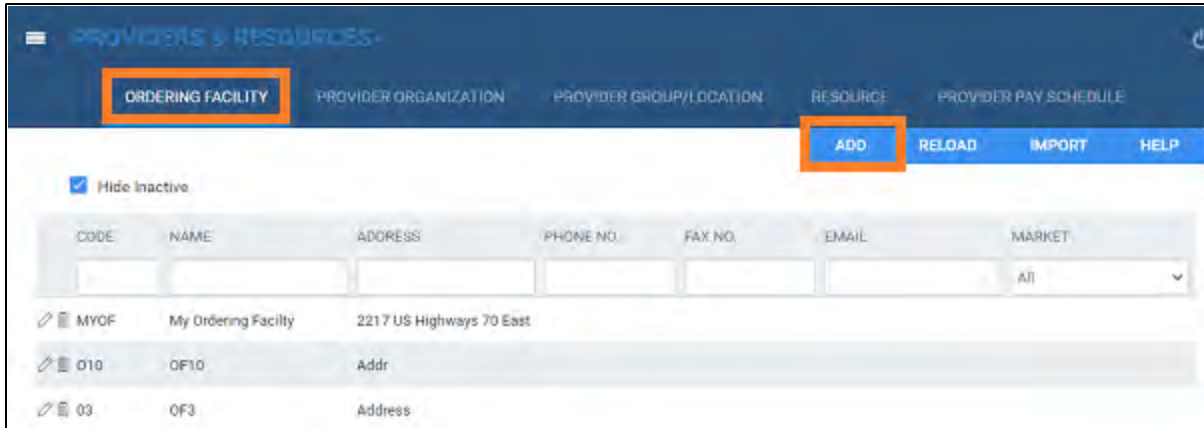 PROVIDERS & RESOURCES-
ORDERING FACILITY PROVIDER ORGANIZATION PROVIDER GROUP/LOCATION RESOURCE PROVIDER PAY SCHEDULE
ADD RELOAD IMPORT HELP
Hide Inactive
CODE NAME ADDRESS PHONE NO. FAX NO. EMAIL MARKET
All
MYOF My Ordering Facilty 2217 US Highways 70 East
O10 OF10 Addr
03 OF3 Address